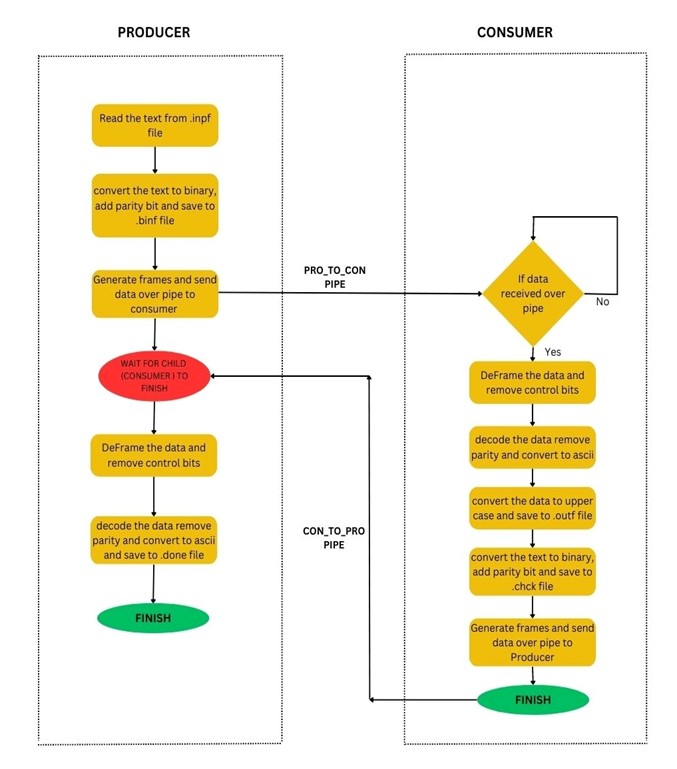 PRODUCER
CONSUMER
Read the text from .inpf
file
convert the text to binary,
add parity bit and save to
.binf file
Generate frames and send
data over pipe to
consumer
PRO_TO_CON
PIPE
If data
received over
pipe
No
Yes
WAIT FOR CHILD
(CONSUMER ) TO
FINISH
DeFrame the data and
remove control bits
decode the data remove
parity and convert to ascii
and save to .done file
FINISH
CON_TO_PRO
PIPE
DeFrame the data and
remove control bits
decode the data remove
parity and convert to ascii
convert the data to upper
case and save to .outf file
convert the text to binary,
add parity bit and save to
.chck file
Generate frames and send
data over pipe to
Producer
FINISH